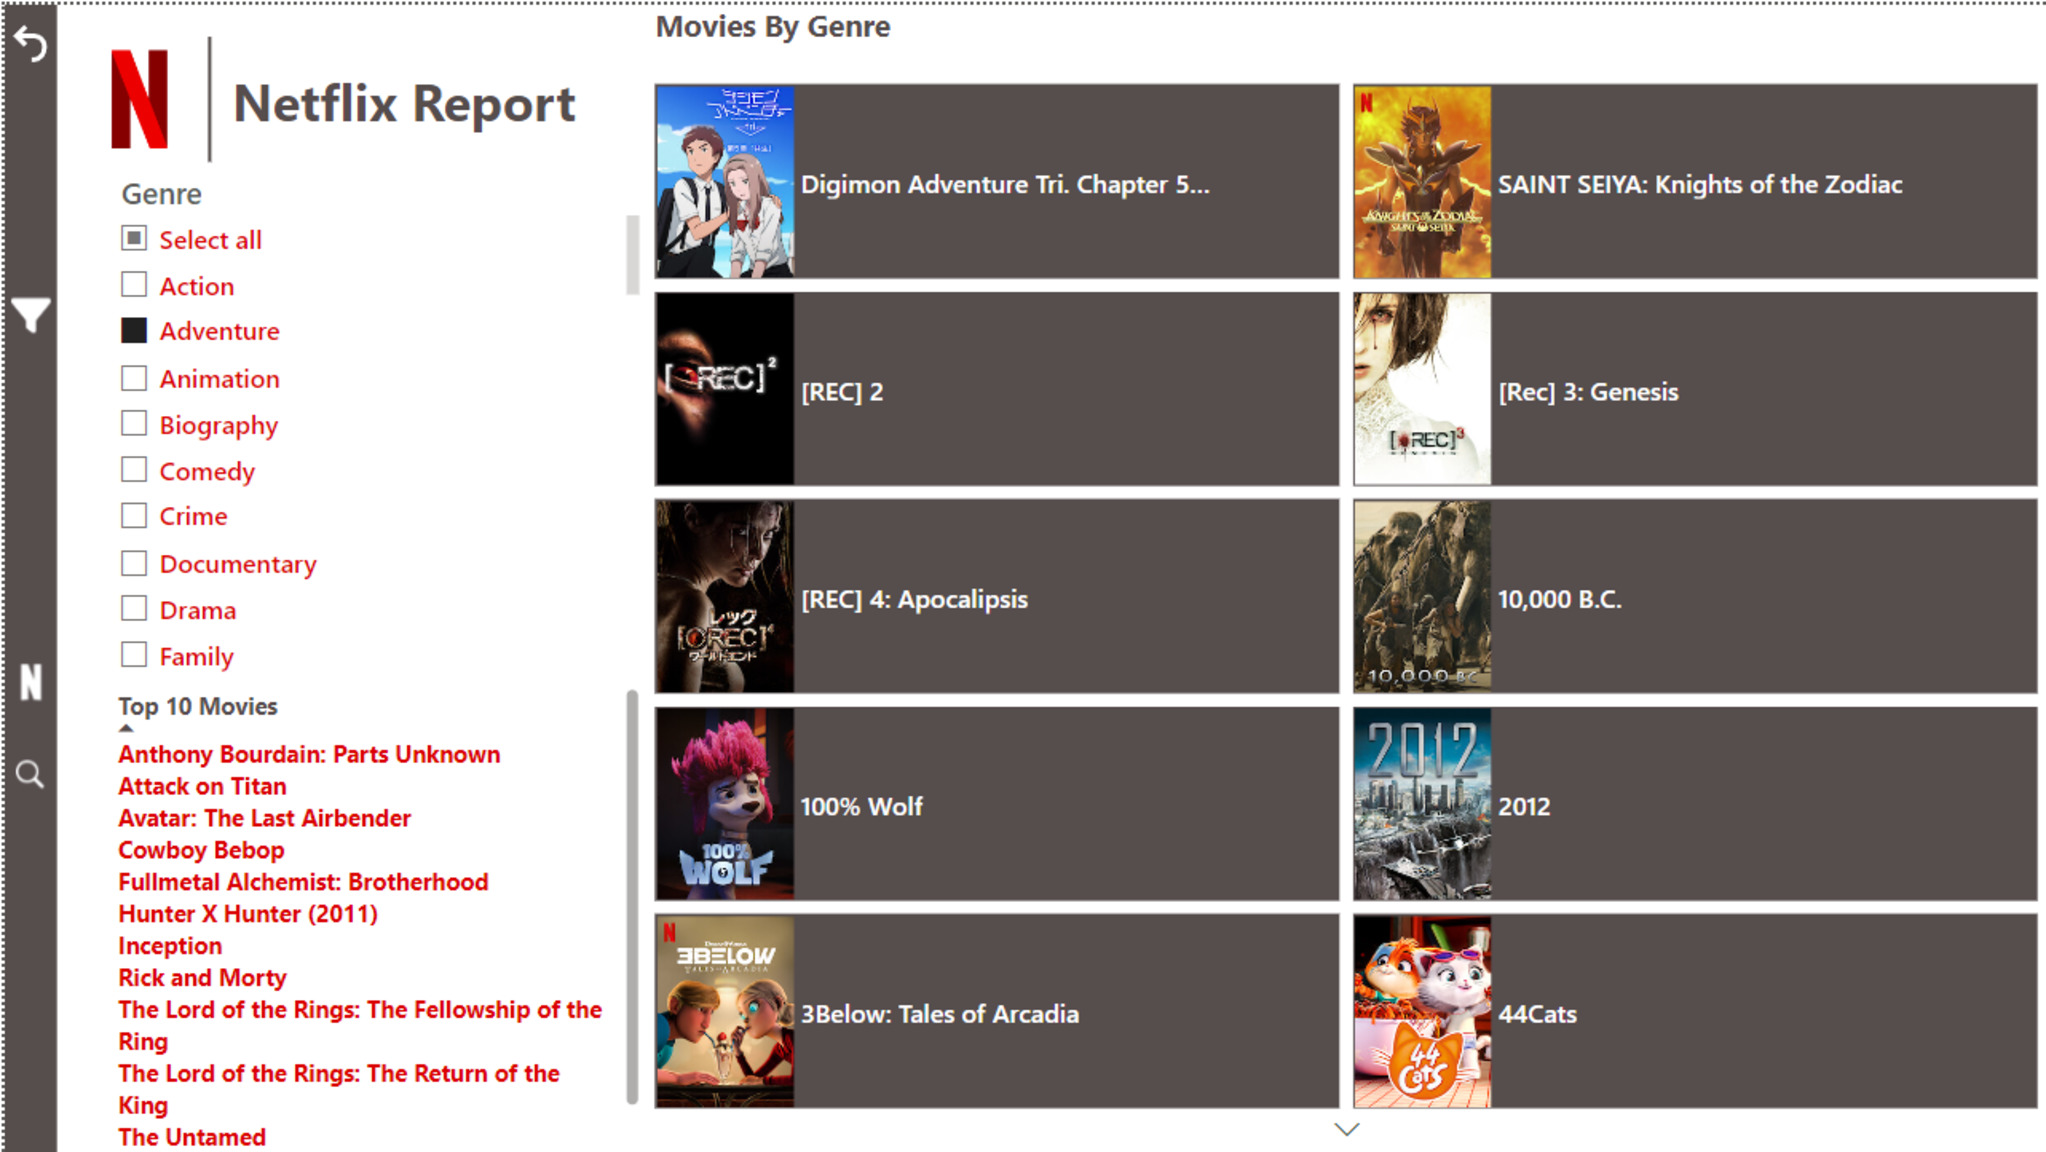 Movies By Genre
N
Netflix Report
Genre
Select all
Action
Adventure
Animation
Biography
Comedy
Crime
Documentary
Drama
Family
Top 10 Movies
Anthony Bourdain: Parts Unknown
Attack on Titan
Avatar: The Last Airbender
Cowboy Bebop
Fullmetal Alchemist: Brotherhood
Hunter X Hunter (2011)
Inception
Rick and Morty
The Lord of the Rings: The Fellowship of the
Ring
The Lord of the Rings: The Return of the
King
The Untamed
N
Digimon Adventure Tri. Chapter 5...
N
KNIGHTS OF THE ZODIAC
SAINT SEIYA
SAINT SEIYA: Knights of the Zodiac
[REC]²
[REC] 2
[REC]³
GENESIS
[Rec] 3: Genesis
レック
[REC]⁴
ワールドエンド
[REC] 4: Apocalipsis
10,000 BC
10,000 B.C.
100%
WOLF
100% Wolf
2012
2012
N
3BELOW
TALES OF ARCADIA
3Below: Tales of Arcadia
44
Cats
44Cats